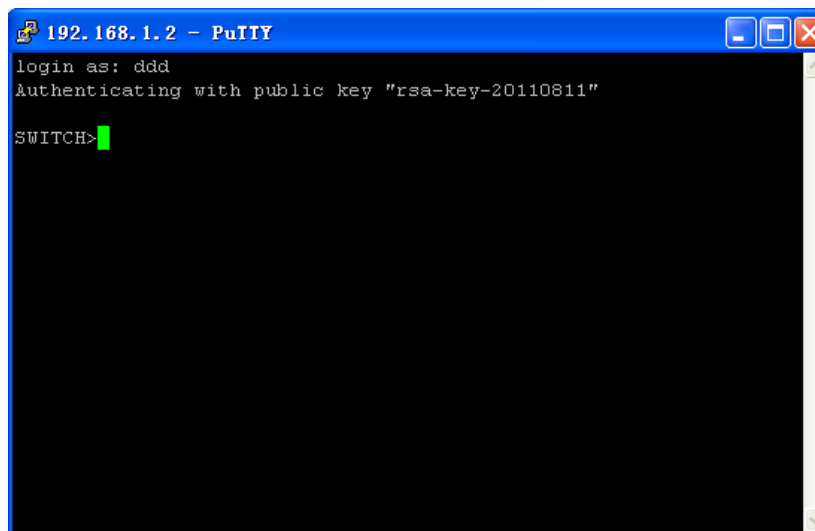 192.168.1.2 - PuTTY
login as: ddd
Authenticating with public key "rsa-key-20110811"
SWITCH>